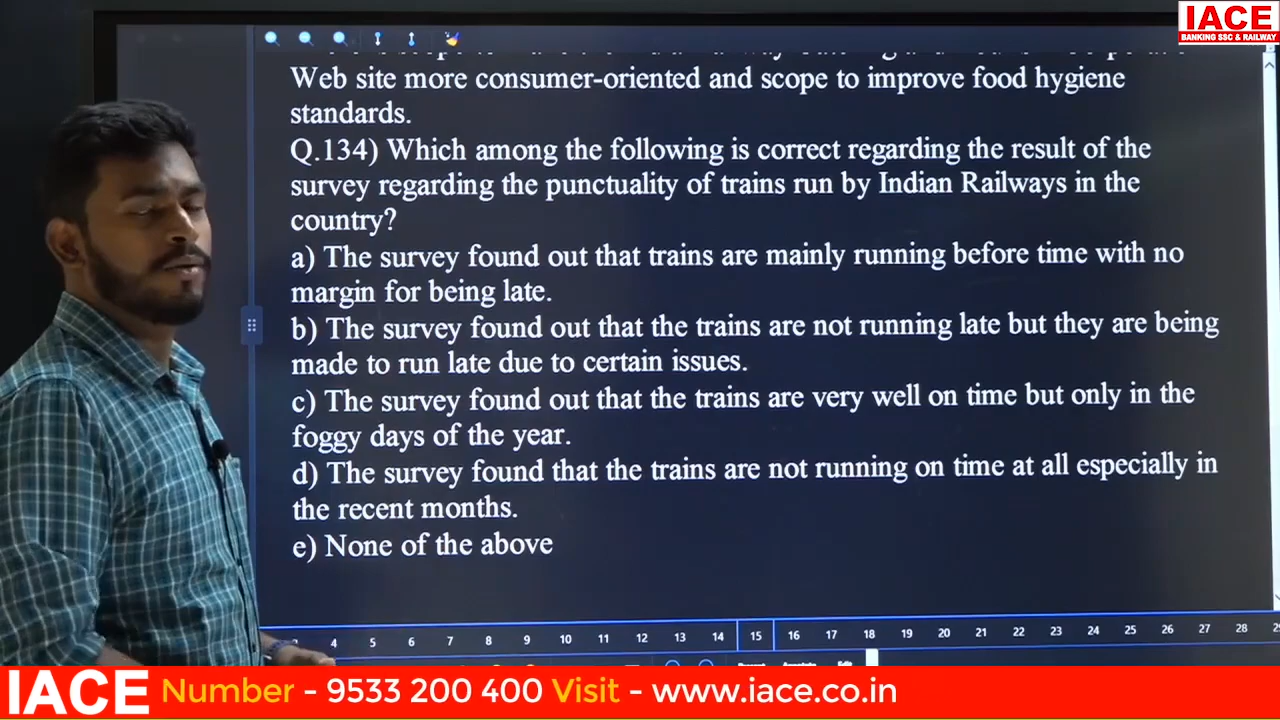 IACE
BANKING SSC & RAILWAY
Web site more consumer-oriented and scope to improve food hygiene
standards.
Q.134) Which among the following is correct regarding the result of the
survey regarding the punctuality of trains run by Indian Railways in the
country?
a) The survey found out that trains are mainly running before time with no
margin for being late.
b) The survey found out that the trains are not running late but they are being
made to run late due to certain issues.
c) The survey found out that the trains are very well on time but only in the
foggy days of the year.
d) The survey found that the trains are not running on time at all especially in
the recent months.
e) None of the above
4 5 6 7 8 9 10 11 12 13 14 15 16 17 18 19 20 21 22 23 24 25 26 27 28
IACE Number - 9533 200 400 Visit - www.iace.co.in